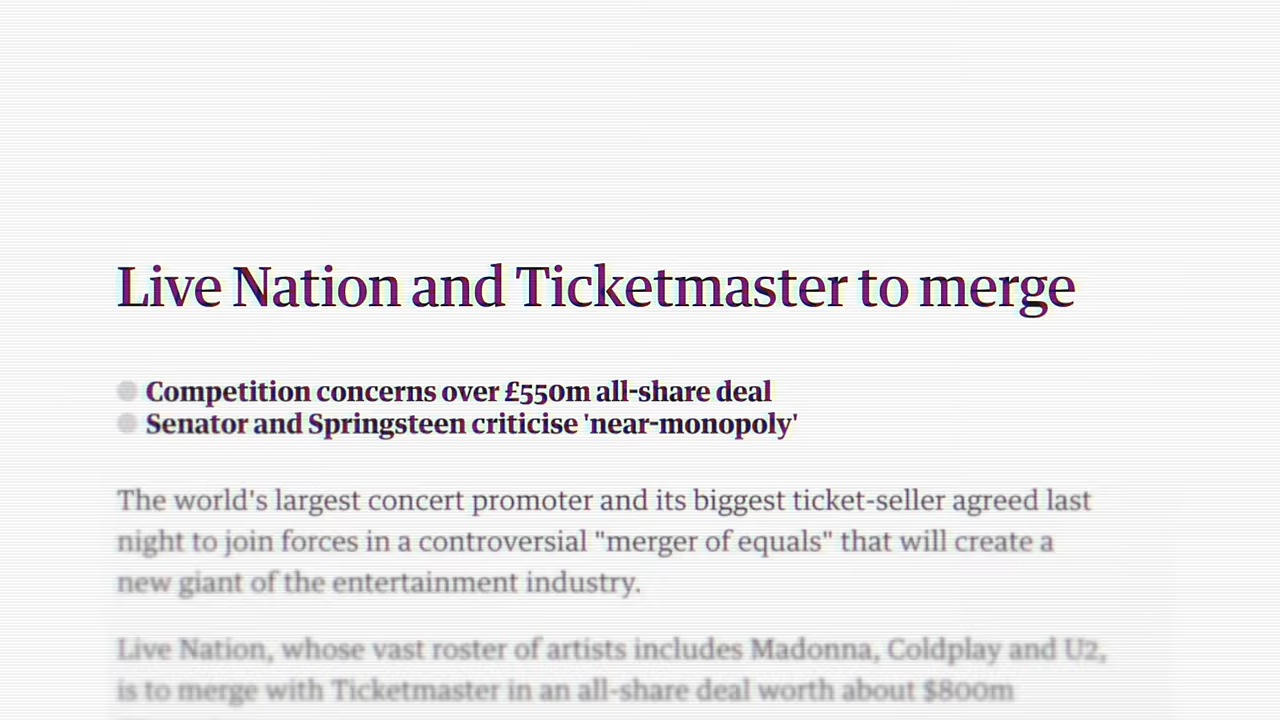 Live Nation and Ticketmaster to merge
Competition concerns over £550m all-share deal
Senator and Springsteen criticise 'near-monopoly'
The world's largest concert promoter and its biggest ticket-seller agreed last
night to join forces in a controversial "merger of equals" that will create a
new giant of the entertainment industry.
Live Nation, whose vast roster of artists includes Madonna, Coldplay and U2,
is to merge with Ticketmaster in an all-share deal worth about $800m